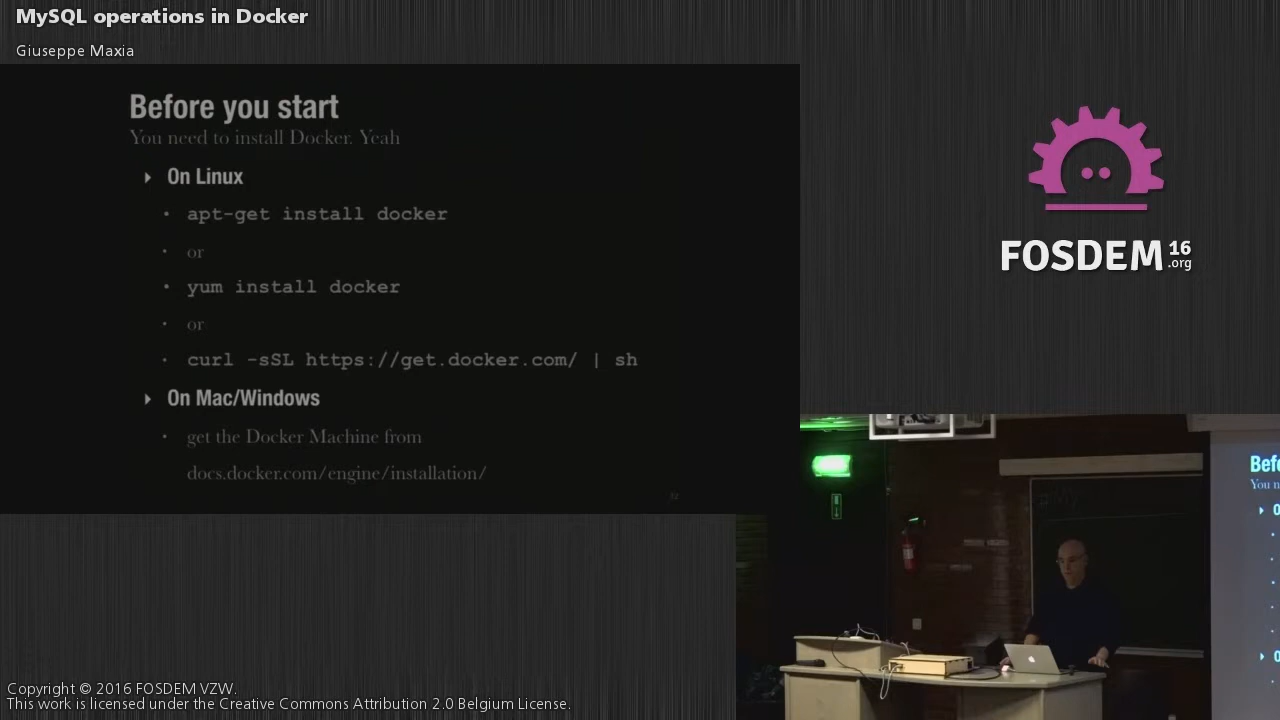 MySQL operations in Docker
Giuseppe Maxia
Before you start
You need to install Docker. Yeah
On Linux
apt-get install docker
or
yum install docker
or
curl -sSL https://get.docker.com/ | sh
On Mac/Windows
get the Docker Machine from
docs.docker.com/engine/installation/
FOSDEM 16
.org
Befo
You n
Copyright © 2016 FOSDEM VZW.
This work is licensed under the Creative Commons Attribution 2.0 Belgium License.